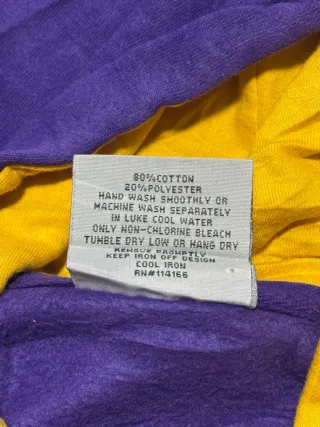 80%COTTON
20%POLYESTER
HAND WASH SMOOTHLY OR
MACHINE WASH SEPARATELY
IN LUKE COOL WATER
ONLY NON-CHLORINE BLEACH
TUMBLE DRY LOW OR HANG DRY
REMOVE PROMPTLY
KEEP IRON OFF DESIGN
COOL IRON
RN#114166